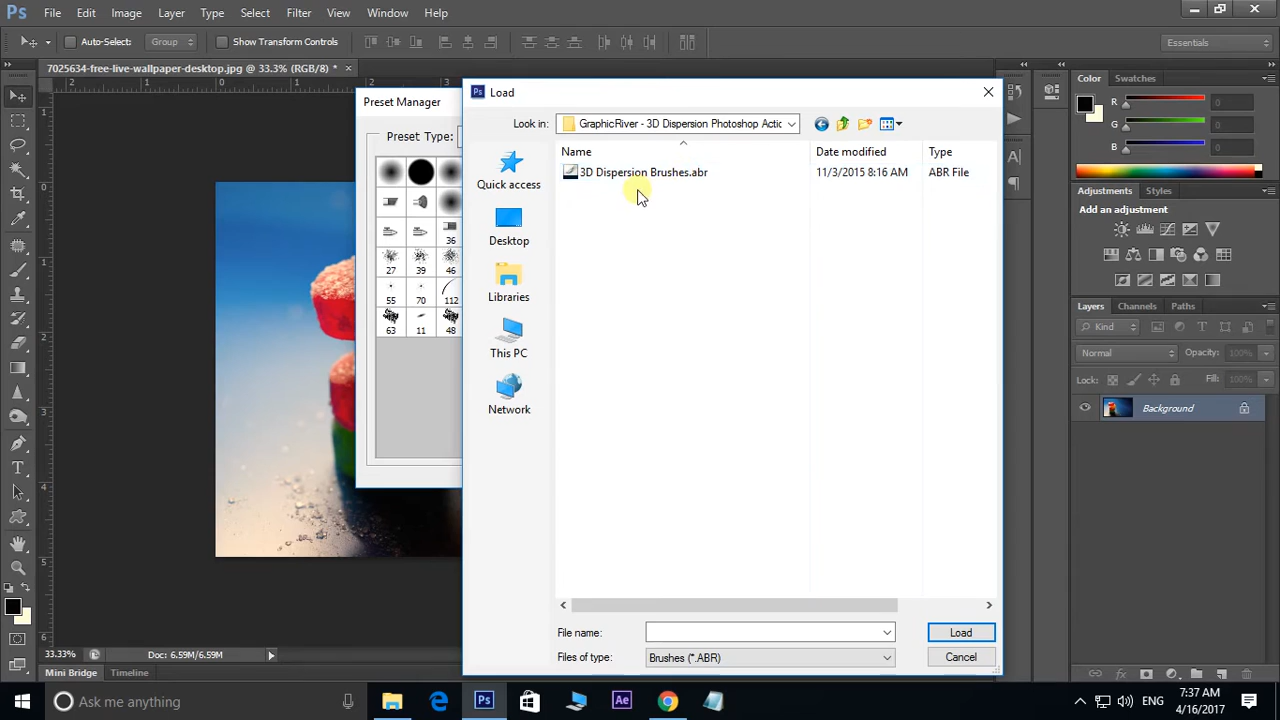 Ps File Edit Image Layer Type Select Filter View Window Help
Auto-Select: Group Show Transform Controls Essentials
7025634-free-live-wallpaper-desktop.jpg @ 33.3% (RGB/8) * ×
Preset Manager
Preset Type:
36
27 39 46
55 70 112
63 11 48
Load
Look in: GraphicRiver - 3D Dispersion Photoshop Actic
Name Date modified Type
3D Dispersion Brushes.abr 11/3/2015 8:16 AM ABR File
Quick access
Desktop
Libraries
This PC
Network
File name: Load
Files of type: Brushes (*.ABR) Cancel
Color Swatches
R 0
G 0
B 0
Adjustments Styles
Add an adjustment
Layers Channels Paths
Kind
Normal Opacity: 100%
Lock: Fill: 100%
Background
33.33% Doc: 6.59M/6.59M
Mini Bridge Timeline
Ask me anything
ENG 7:37 AM
4/16/2017